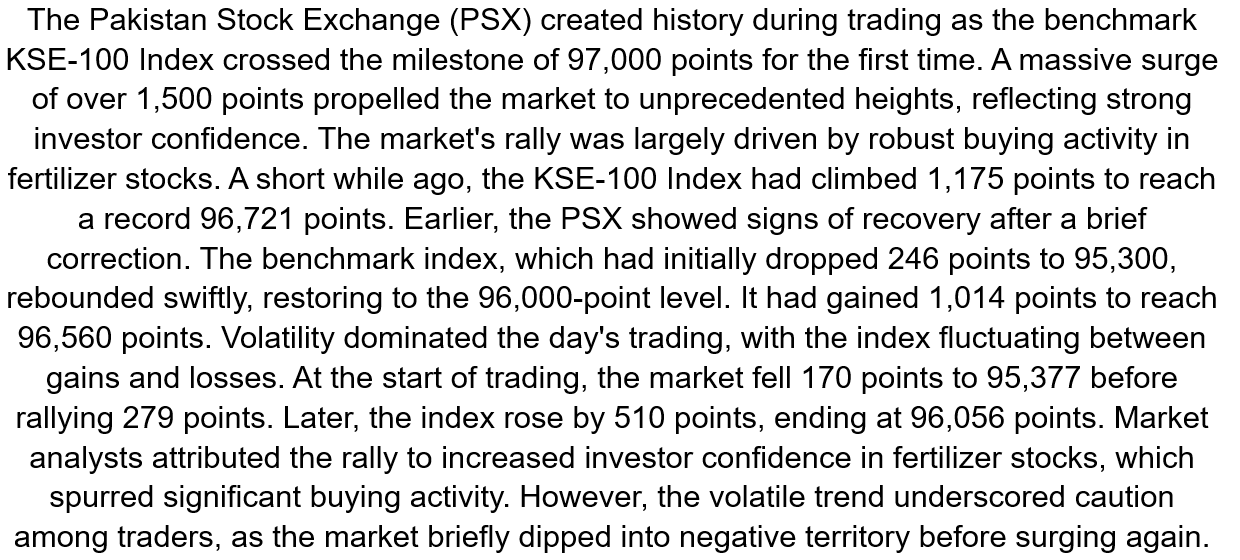 The Pakistan Stock Exchange (PSX) created history during trading as the benchmark
KSE-100 Index crossed the milestone of 97,000 points for the first time. A massive surge
of over 1,500 points propelled the market to unprecedented heights, reflecting strong
investor confidence. The market's rally was largely driven by robust buying activity in
fertilizer stocks. A short while ago, the KSE-100 Index had climbed 1,175 points to reach
a record 96,721 points. Earlier, the PSX showed signs of recovery after a brief
correction. The benchmark index, which had initially dropped 246 points to 95,300,
rebounded swiftly, restoring to the 96,000-point level. It had gained 1,014 points to reach
96,560 points. Volatility dominated the day's trading, with the index fluctuating between
gains and losses. At the start of trading, the market fell 170 points to 95,377 before
rallying 279 points. Later, the index rose by 510 points, ending at 96,056 points. Market
analysts attributed the rally to increased investor confidence in fertilizer stocks, which
spurred significant buying activity. However, the volatile trend underscored caution
among traders, as the market briefly dipped into negative territory before surging again.